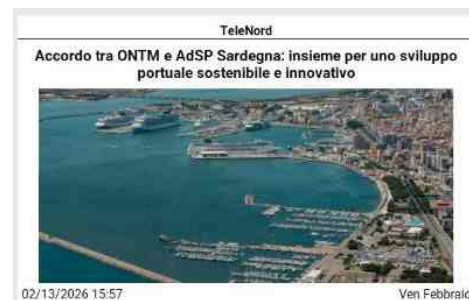 TeleNord
Accordo tra ONTM e AdSP Sardegna: insieme per uno sviluppo
portuale sostenibile e innovativo
02/13/2026 15:57
Ven Febbraio